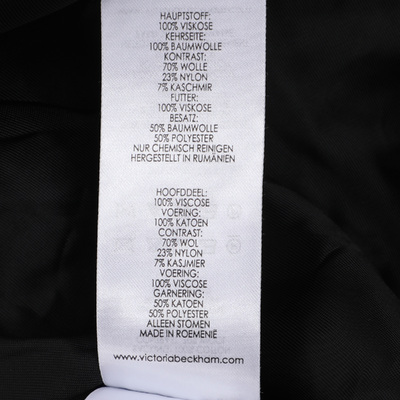 HAUPTSTOFF:
100% VISKOSE
KEHRSEITE:
100% BAUMWOLLE
KONTRAST:
70% WOLLE
23% NYLON
7% KASCHMIR
FUTTER:
100% VISKOSE
BESATZ:
50% BAUMWOLLE
50% POLYESTER
NUR CHEMISCH REINIGEN
HERGESTELLT IN RUMÄNIEN
HOOFDDEEL:
100% VISCOSE
VOERING:
100% KATOEN
CONTRAST:
70% WOL
23% NYLON
7% KASJMIER
VOERING:
100% VISCOSE
GARNERING:
50% KATOEN
50% POLYESTER
ALLEEN STOMEN
MADE IN ROEMENIË
www.victoriabeckham.com